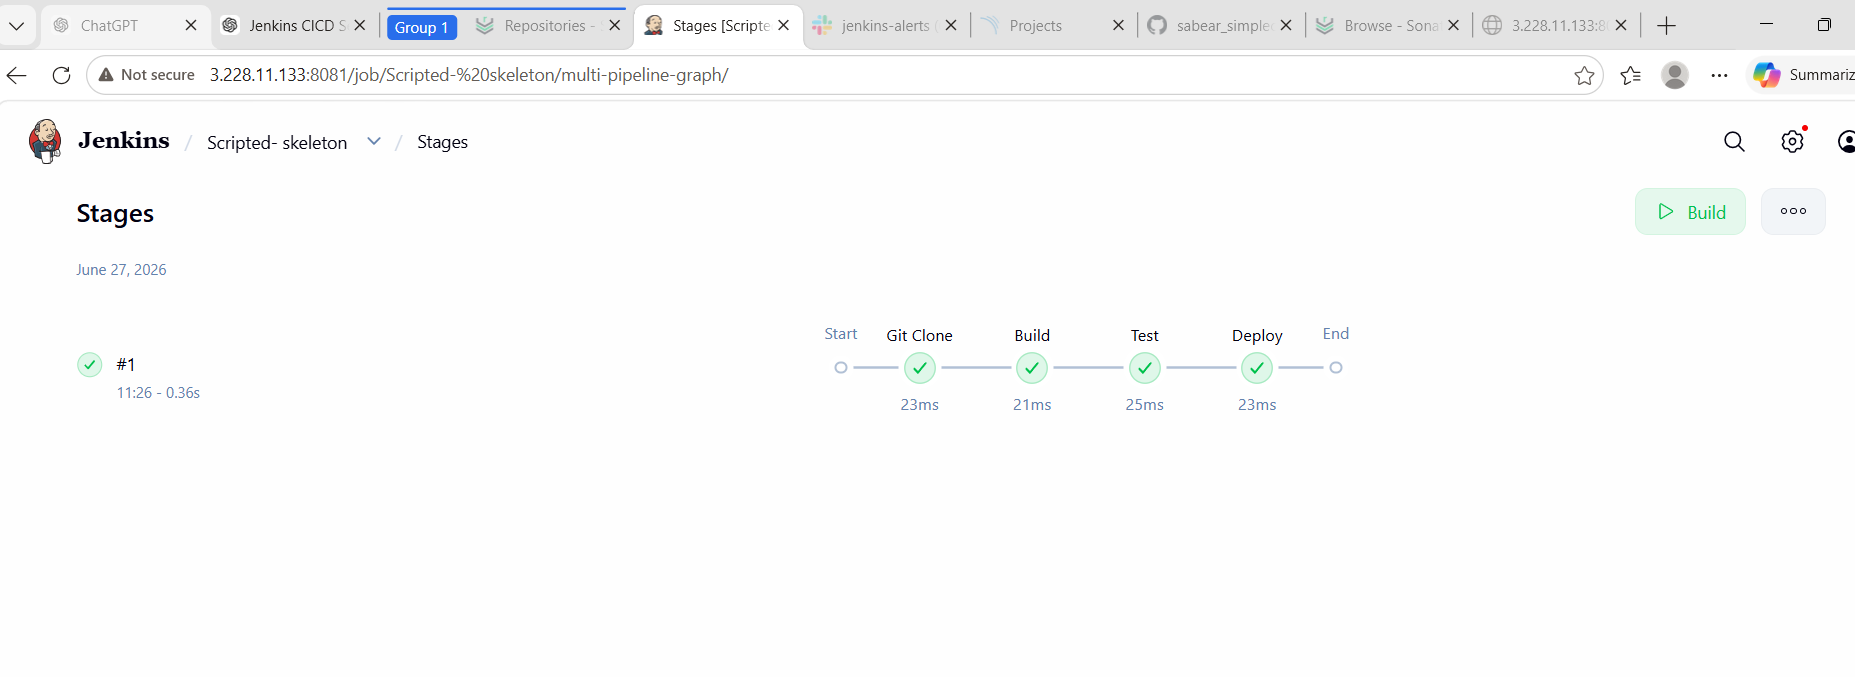 ChatGPT
Jenkins CICD S
Group 1
Repositories -
Stages [Scripte
jenkins-alerts (
Projects
sabear_simple
Browse - Sona
3.228.11.133:8
Not secure 3.228.11.133:8081/job/Scripted-%20skeleton/multi-pipeline-graph/
Summariz
Jenkins / Scripted- skeleton / Stages
Stages
Build
June 27, 2026
Start Git Clone Build Test Deploy End
#1
11:26 - 0.36s
23ms 21ms 25ms 23ms